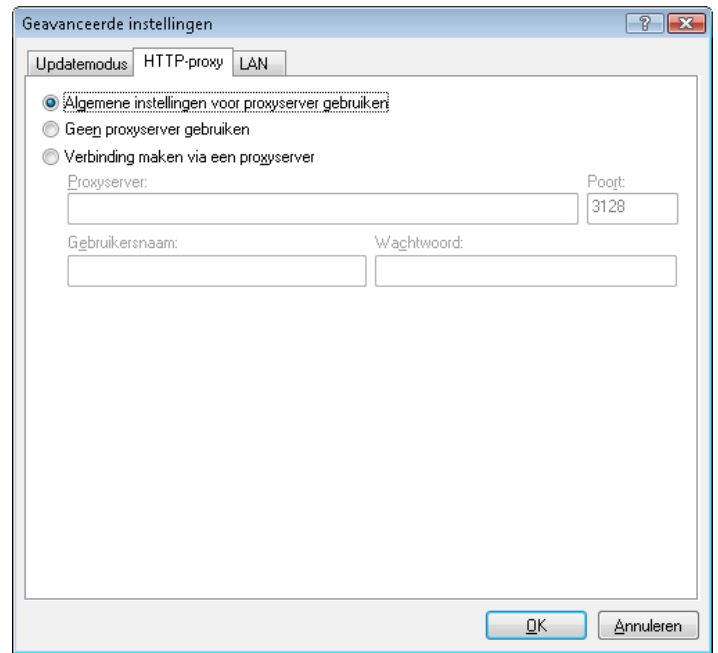 Geavanceerde instellingen
Updatemodus HTTP-proxy LAN
Algemene instellingen voor proxyserver gebruiken
Geen proxyserver gebruiken
Verbinding maken via een proxyserver
Proxyserver: Poort:
3128
Gebruikersnaam: Wachtwoord:
OK Annuleren